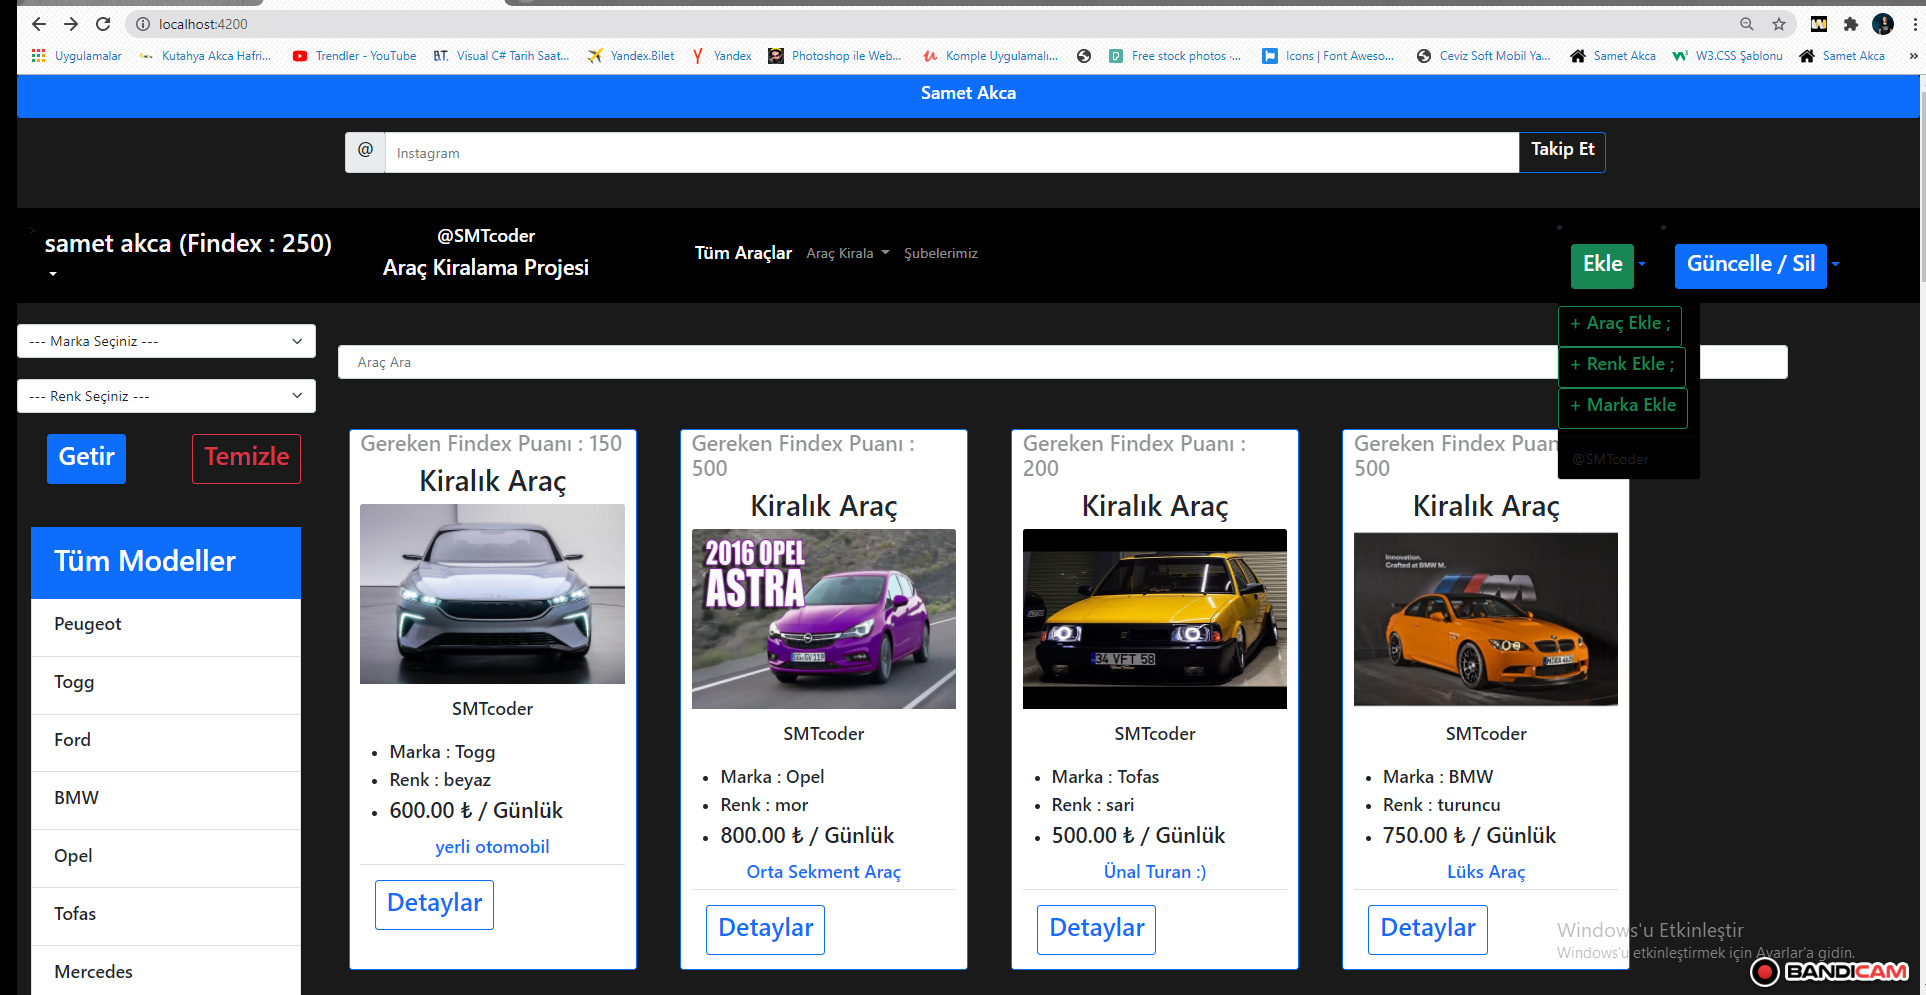 localhost:4200
Uygulamalar
Kutahya Akca Hafri...
Trendler - YouTube
Visual C# Tarih Saat...
Yandex.Bilet
Yandex
Photoshop ile Web...
Komple Uygulamalı...
Free stock photos -...
Icons | Font Aweso...
Ceviz Soft Mobil Ya...
Samet Akca
W3.CSS Şablonu
Samet Akca
»
Samet Akca
@ Instagram
Takip Et
samet akca (Findex : 250)
@SMTcoder
Araç Kiralama Projesi
Tüm Araçlar
Araç Kirala
Şubelerimiz
Ekle
Güncelle / Sil
+ Araç Ekle ;
+ Renk Ekle ;
+ Marka Ekle
@SMTcoder
--- Marka Seçiniz ---
--- Renk Seçiniz ---
Getir
Temizle
Araç Ara
Tüm Modeller
Peugeot
Togg
Ford
BMW
Opel
Tofas
Mercedes
Gereken Findex Puanı : 150
Kiralık Araç
SMTcoder
Marka : Togg
Renk : beyaz
600.00 ₺ / Günlük
yerli otomobil
Detaylar
Gereken Findex Puanı :
500
Kiralık Araç
2016 OPEL
ASTRA
GG·GV 119
SMTcoder
Marka : Opel
Renk : mor
800.00 ₺ / Günlük
Orta Sekment Araç
Detaylar
Gereken Findex Puanı :
200
Kiralık Araç
34 VFT 58
SMTcoder
Marka : Tofas
Renk : sari
500.00 ₺ / Günlük
Ünal Turan :)
Detaylar
Gereken Findex Puan
500
Kiralık Araç
Innovation.
Crafted at BMW M.
SMTcoder
Marka : BMW
Renk : turuncu
750.00 ₺ / Günlük
Lüks Araç
Detaylar
Windows'u Etkinleştir
Windows'u etkinleştirmek için Ayarlar'a gidin.
BANDICAM